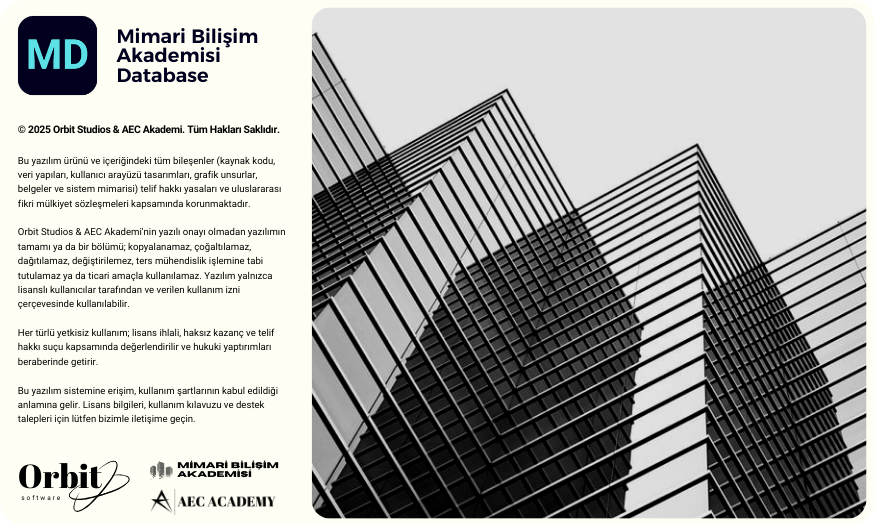 MD
Mimari Bilişim
Akademisi
Database
© 2025 Orbit Studios & AEC Akademi. Tüm Hakları Saklıdır.
Bu yazılım ürünü ve içeriğindeki tüm bileşenler (kaynak kodu,
veri yapıları, kullanıcı arayüzü tasarımları, grafik unsurlar,
belgeler ve sistem mimarisi) telif hakkı yasaları ve uluslararası
fikri mülkiyet sözleşmeleri kapsamında korunmaktadır.
Orbit Studios & AEC Akademi'nin yazılı onayı olmadan yazılımın
tamamı ya da bir bölümü; kopyalanamaz, çoğaltılamaz,
dağıtılamaz, değiştirilemez, ters mühendislik işlemine tabi
tutulamaz ya da ticari amaçla kullanılamaz. Yazılım yalnızca
lisanslı kullanıcılar tarafından ve verilen kullanım izni
çerçevesinde kullanılabilir.
Her türlü yetkisiz kullanım; lisans ihlali, haksız kazanç ve telif
hakkı suçu kapsamında değerlendirilir ve hukuki yaptırımları
beraberinde getirir.
Bu yazılım sistemine erişim, kullanım şartlarının kabul edildiği
anlamına gelir. Lisans bilgileri, kullanım kılavuzu ve destek
talepleri için lütfen bizimle iletişime geçin.
Orbit
software
MİMARİ BİLİŞİM
AKADEMİSİ
AEC ACADEMY